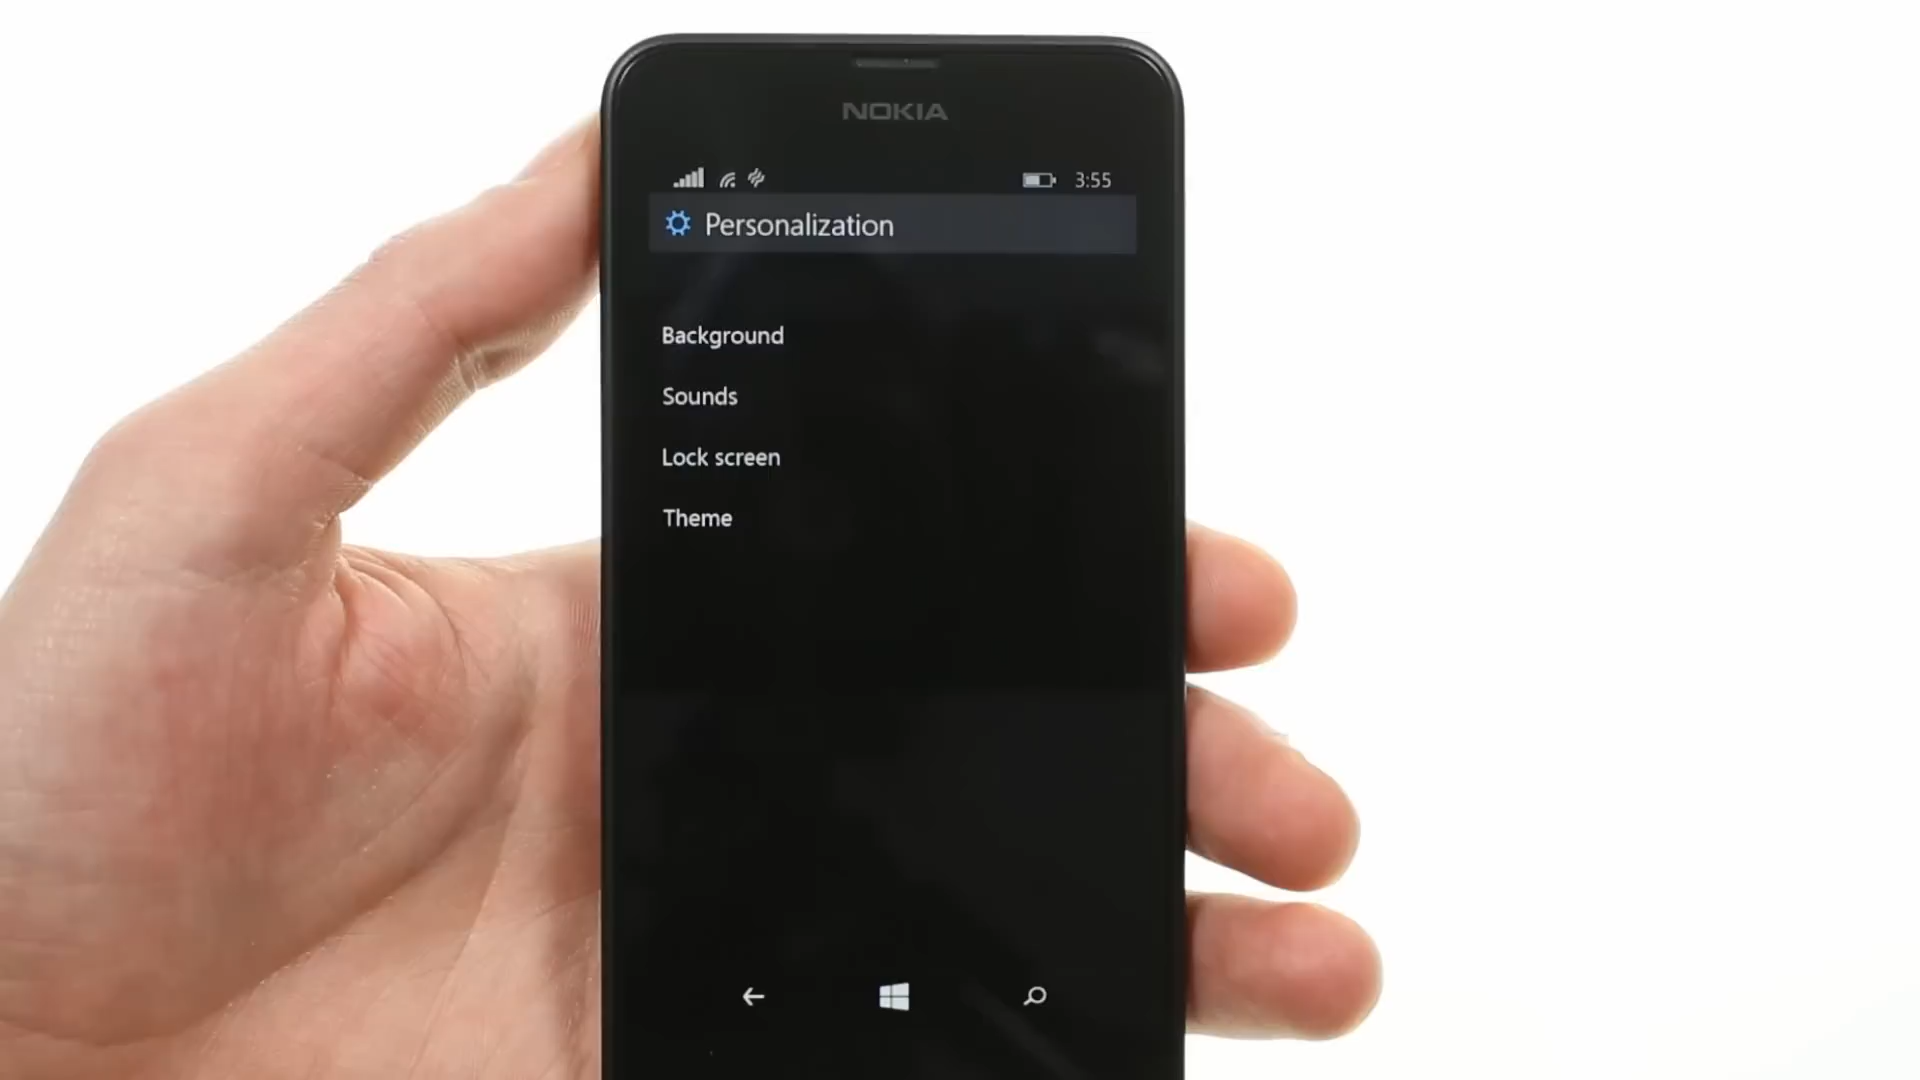 NOKIA
3:55
Personalization
Background
Sounds
Lock screen
Theme